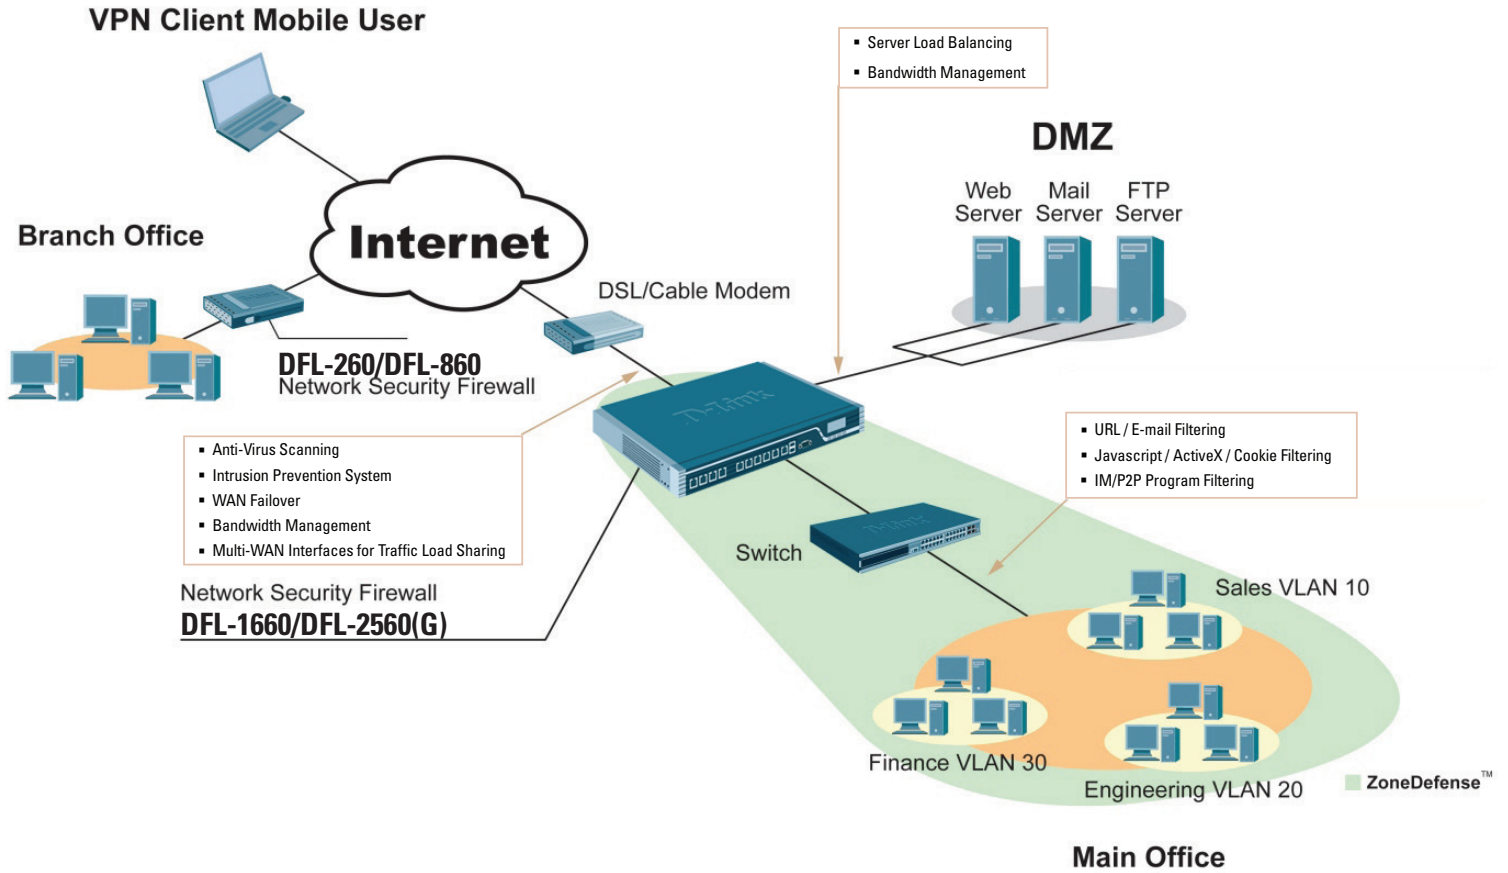 VPN Client Mobile User
▪ Server Load Balancing
▪ Bandwidth Management
DMZ
Web Server
Mail Server
FTP Server
Branch Office
Internet
DSL/Cable Modem
D-Link
DFL-260/DFL-860
Network Security Firewall
D-Link
▪ Anti-Virus Scanning
▪ Intrusion Prevention System
▪ WAN Failover
▪ Bandwidth Management
▪ Multi-WAN Interfaces for Traffic Load Sharing
▪ URL / E-mail Filtering
▪ Javascript / ActiveX / Cookie Filtering
▪ IM/P2P Program Filtering
D-Link
Switch
Network Security Firewall
DFL-1660/DFL-2560(G)
Sales VLAN 10
Finance VLAN 30
Engineering VLAN 20
ZoneDefense™
Main Office